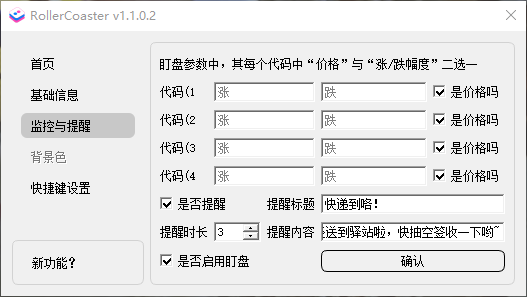 RollerCoaster v1.1.0.2
首页
基础信息
监控与提醒
背景色
快捷键设置
新功能？
盯盘参数中，其每个代码中“价格”与“涨/跌幅度”二选一
代码(1 涨 跌 是价格吗
代码(2 涨 跌 是价格吗
代码(3 涨 跌 是价格吗
代码(4 涨 跌 是价格吗
是否提醒 提醒标题 快递到咯！
提醒时长 3 提醒内容 送到驿站啦，快抽空签收一下哟~
是否启用盯盘 确认